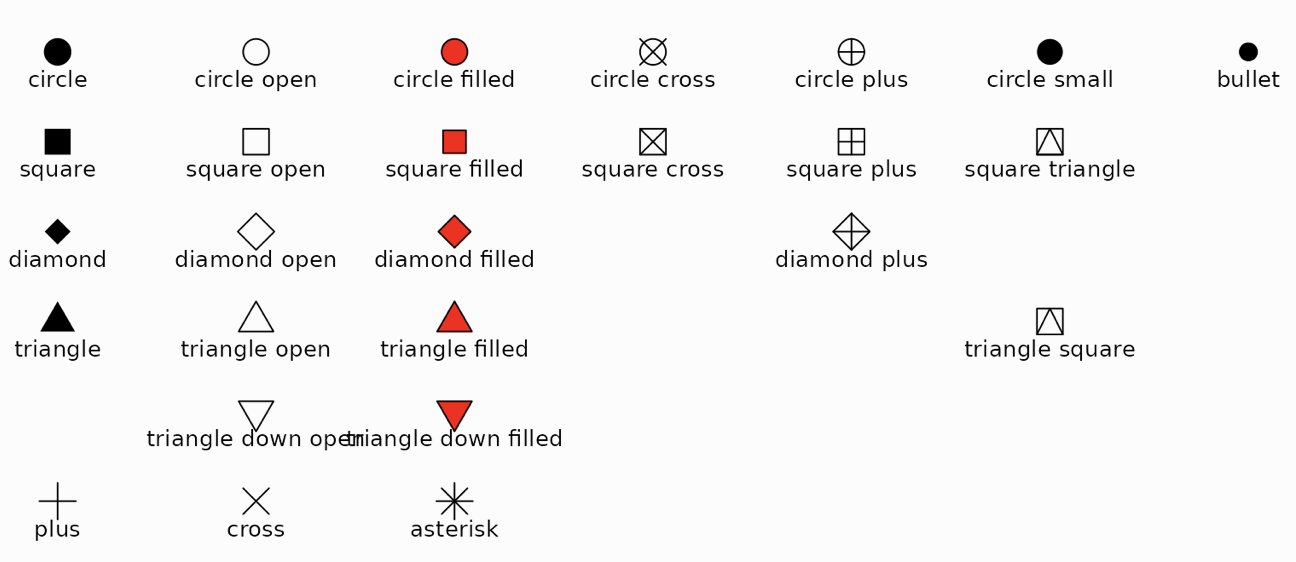 circle circle open circle filled circle cross circle plus circle small bullet
square square open square filled square cross square plus square triangle
diamond diamond open diamond filled diamond plus
triangle triangle open triangle filled triangle square
triangle down open triangle down filled
plus cross asterisk